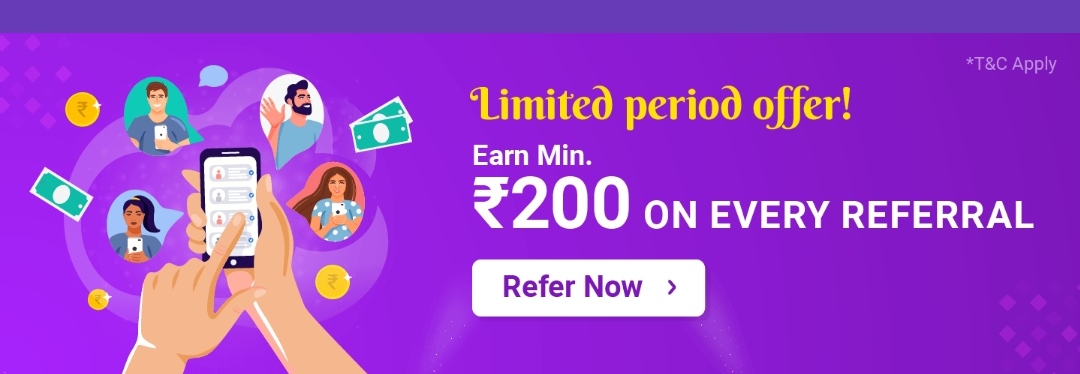 *T&C Apply
Limited period offer!
Earn Min.
₹200 ON EVERY REFERRAL
Refer Now >